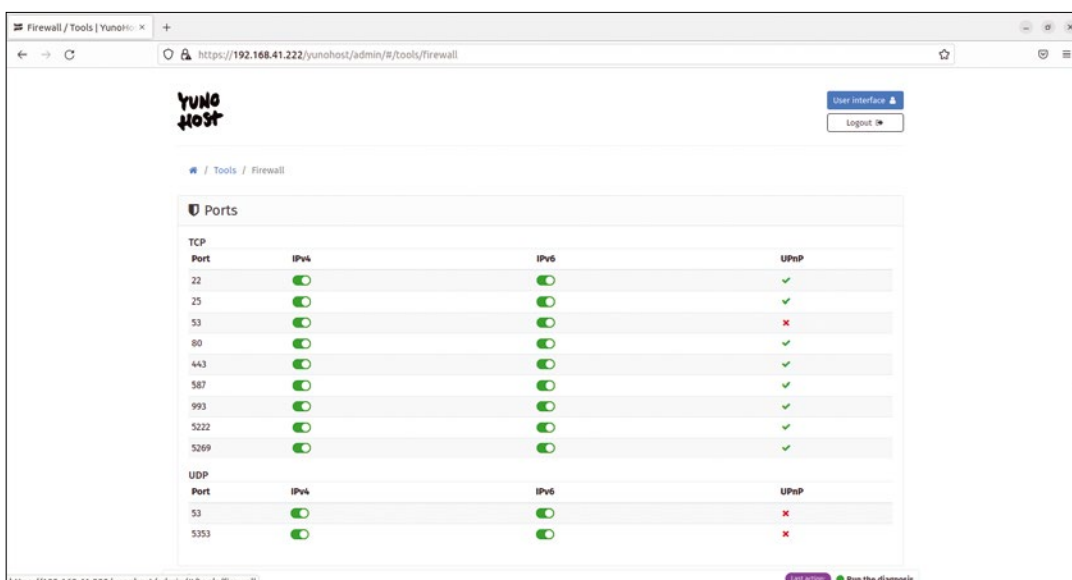 Firewall / Tools | YunoHo
https://192.168.41.222/yunohost/admin/#/tools/firewall
YUNO
HOST
User interface
Logout
/ Tools / Firewall
Ports
TCP
Port IPv4 IPv6 UPnP
22
25
53
80
443
587
993
5222
5269
UDP
Port IPv4 IPv6 UPnP
53
5353
Last action: Run the diagnosis